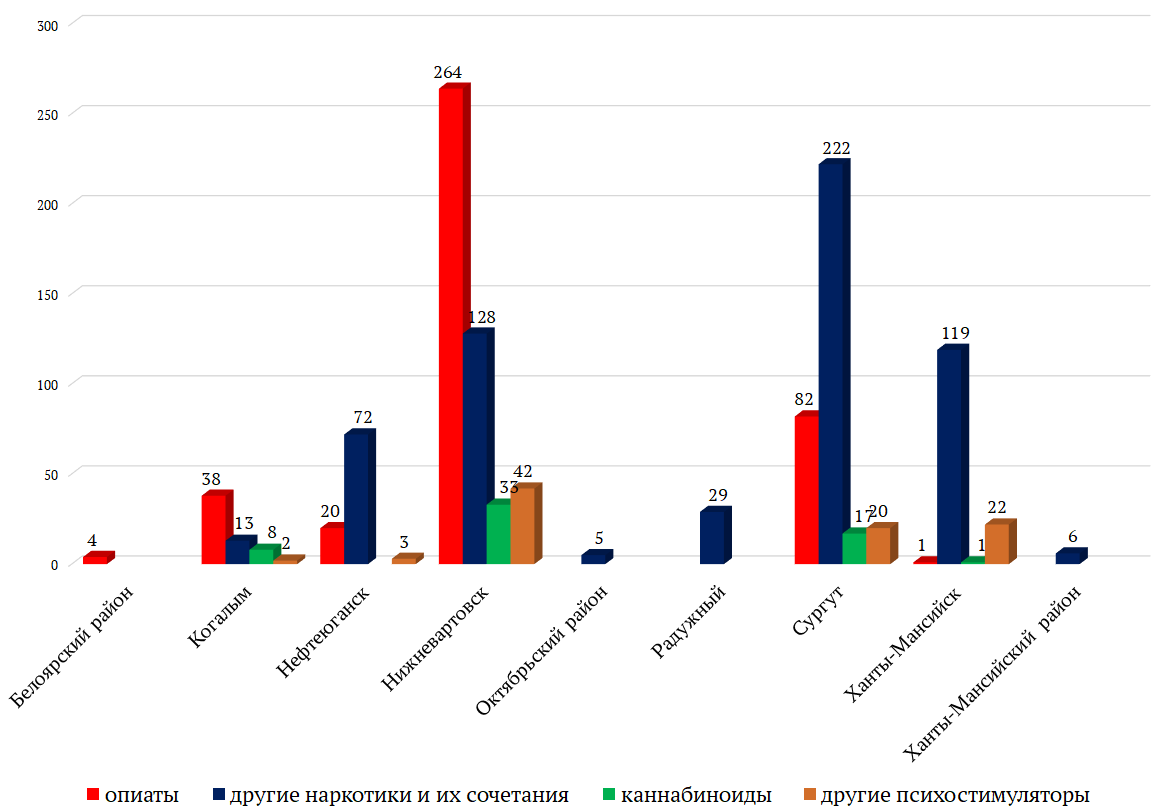 300
250
200
150
100
50
0
4
38
13
8
2
20
72
3
264
128
33
42
5
29
82
222
17
20
1
119
1
22
6
Белоярский район
Когалым
Нефтеюганск
Нижневартовск
Октябрьский район
Радужный
Сургут
Ханты-Мансийск
Ханты-Мансийский район
опиаты
другие наркотики и их сочетания
каннабиноиды
другие психостимуляторы